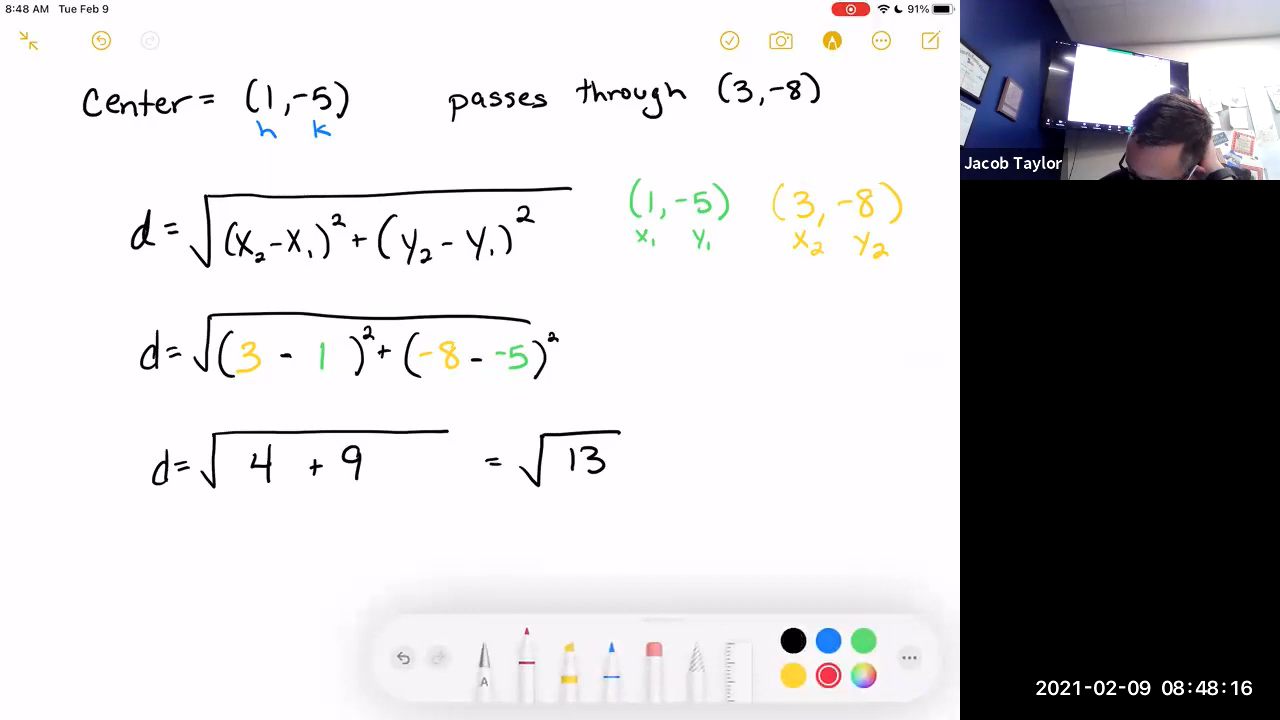 8:48 AM Tue Feb 9 91%
Center = (1, -5) passes through (3, -8)
h k
d = √(x₂ - x₁)² + (y₂ - y₁)² (1, -5) (3, -8)
x₁ y₁ x₂ y₂
d = √(3 - 1)² + (-8 - -5)²
d = √4 + 9 = √13
A
Jacob Taylor
2021-02-09 08:48:16